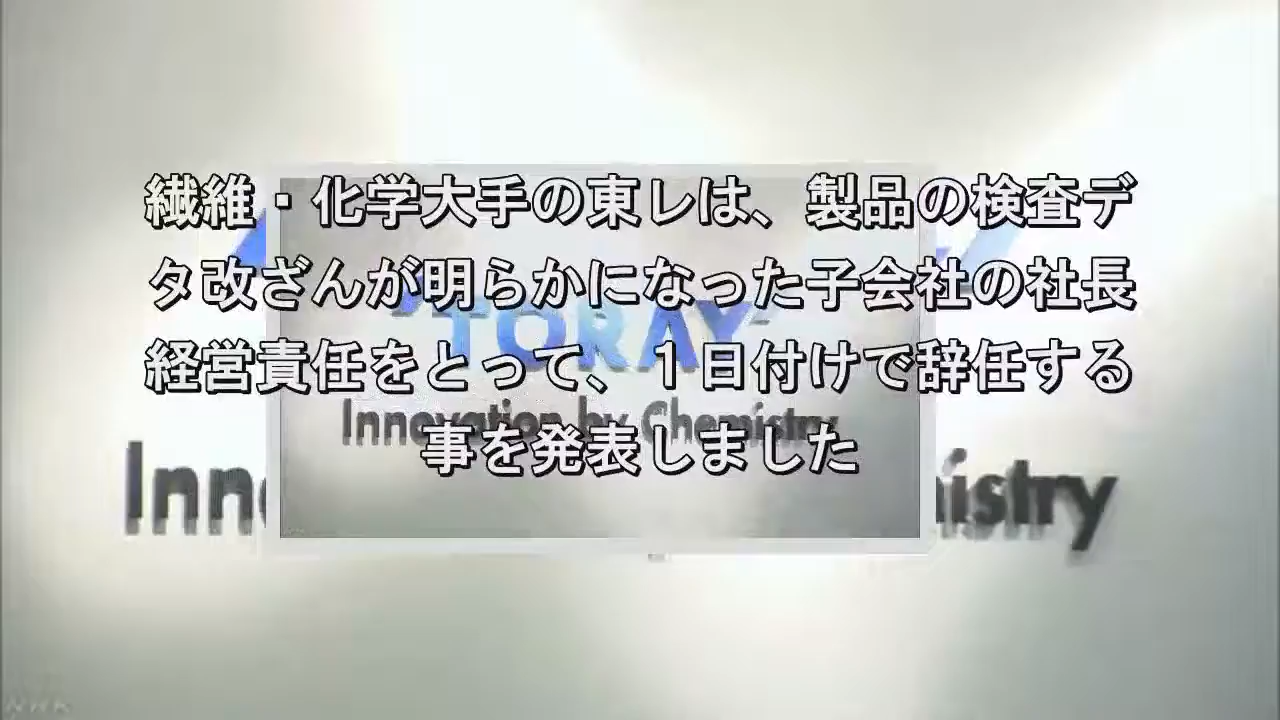 繊維・化学大手の東レは、製品の検査デ
タ改ざんが明らかになった子会社の社長
経営責任をとって、１日付けで辞任する
事を発表しました
TORAY
Innovation by Chemistry
Inn
istry
NHK